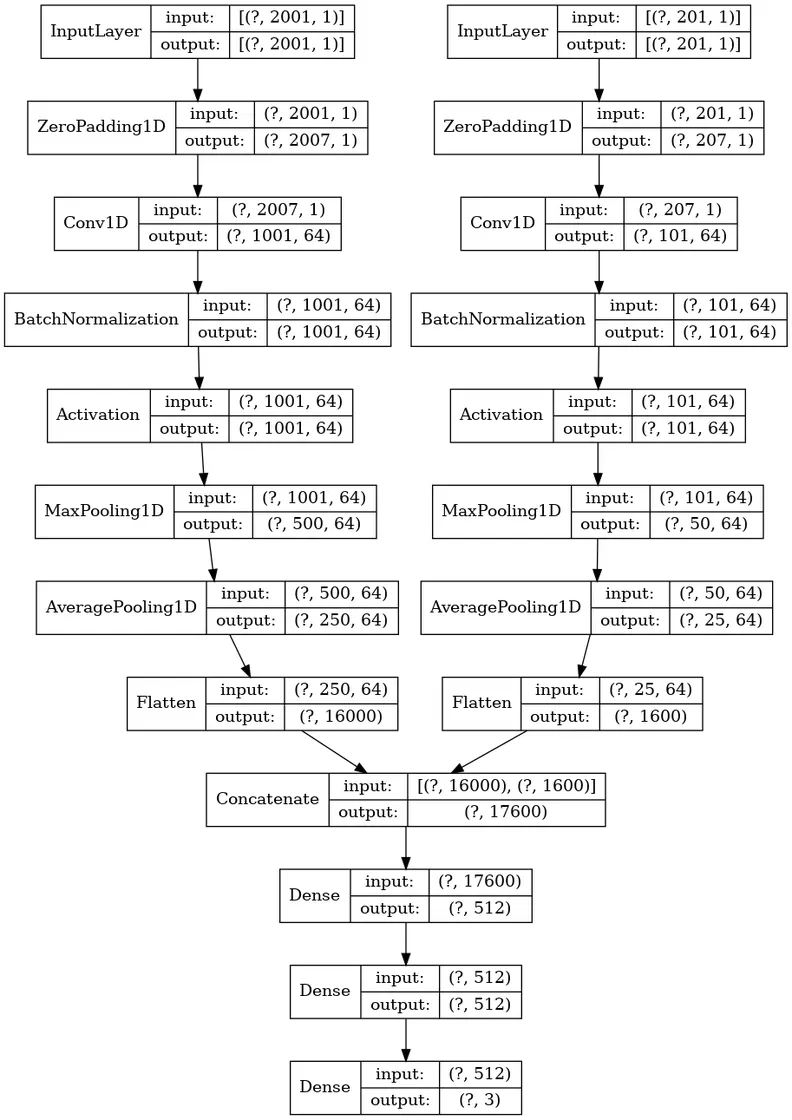 InputLayer input: [(?, 2001, 1)]
output: [(?, 2001, 1)]
InputLayer input: [(?, 201, 1)]
output: [(?, 201, 1)]
ZeroPadding1D input: (?, 2001, 1)
output: (?, 2007, 1)
ZeroPadding1D input: (?, 201, 1)
output: (?, 207, 1)
Conv1D input: (?, 2007, 1)
output: (?, 1001, 64)
Conv1D input: (?, 207, 1)
output: (?, 101, 64)
BatchNormalization input: (?, 1001, 64)
output: (?, 1001, 64)
BatchNormalization input: (?, 101, 64)
output: (?, 101, 64)
Activation input: (?, 1001, 64)
output: (?, 1001, 64)
Activation input: (?, 101, 64)
output: (?, 101, 64)
MaxPooling1D input: (?, 1001, 64)
output: (?, 500, 64)
MaxPooling1D input: (?, 101, 64)
output: (?, 50, 64)
AveragePooling1D input: (?, 500, 64)
output: (?, 250, 64)
AveragePooling1D input: (?, 50, 64)
output: (?, 25, 64)
Flatten input: (?, 250, 64)
output: (?, 16000)
Flatten input: (?, 25, 64)
output: (?, 1600)
Concatenate input: [(?, 16000), (?, 1600)]
output: (?, 17600)
Dense input: (?, 17600)
output: (?, 512)
Dense input: (?, 512)
output: (?, 512)
Dense input: (?, 512)
output: (?, 3)